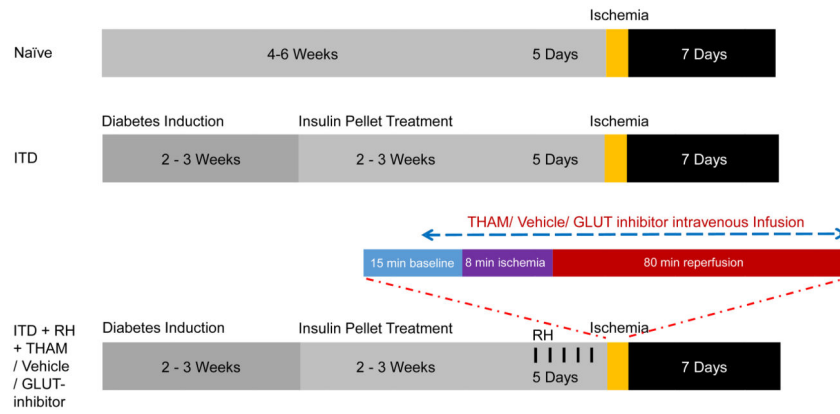 Ischemia
Naïve
4-6 Weeks
5 Days
7 Days
Diabetes Induction
Insulin Pellet Treatment
Ischemia
ITD
2 - 3 Weeks
2 - 3 Weeks
5 Days
7 Days
THAM/ Vehicle/ GLUT inhibitor intravenous Infusion
15 min baseline
8 min ischemia
80 min reperfusion
ITD + RH
+ THAM
/ Vehicle
/ GLUT-
inhibitor
Diabetes Induction
Insulin Pellet Treatment
RH
Ischemia
2 - 3 Weeks
2 - 3 Weeks
5 Days
7 Days